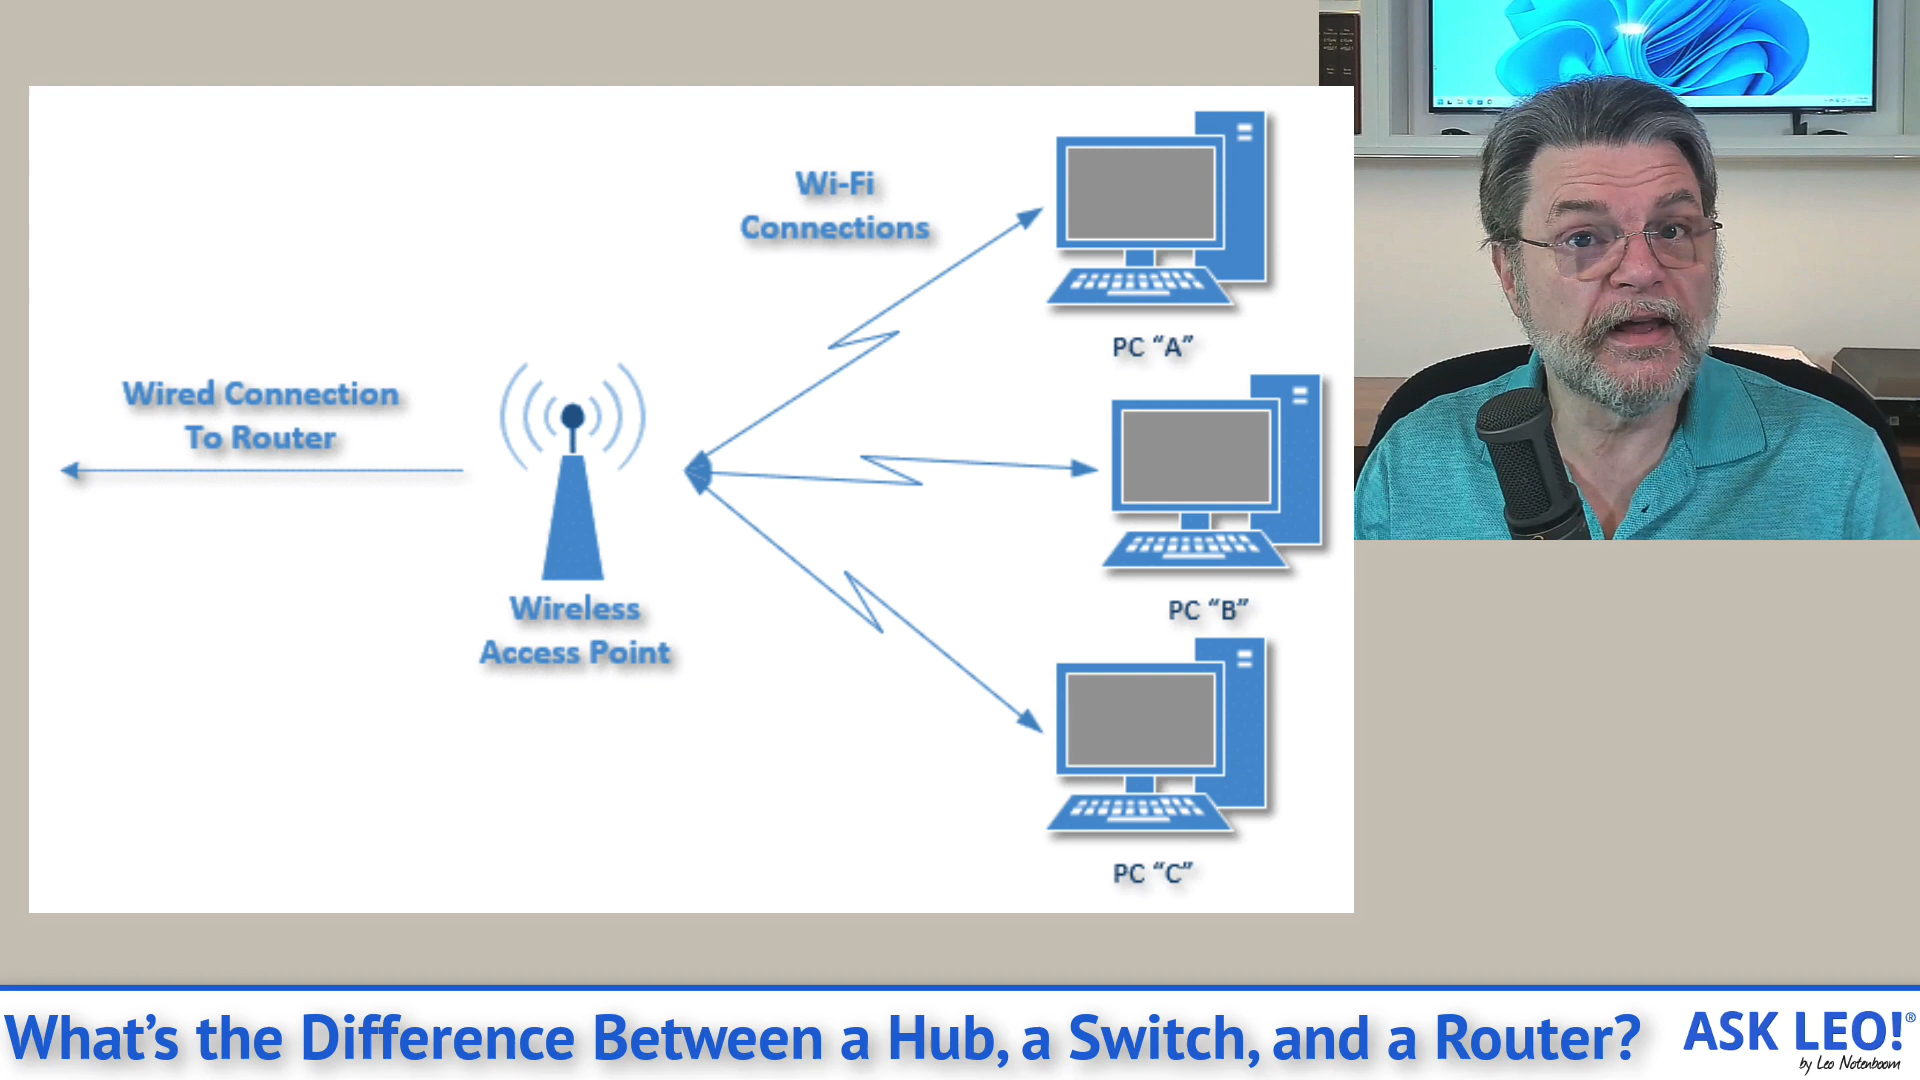 Wi-Fi
Connections
PC “A”
Wired Connection
To Router
Wireless
Access Point
PC “B”
PC “C”
What’s the Difference Between a Hub, a Switch, and a Router?
ASK LEO!®
by Leo Notenboom